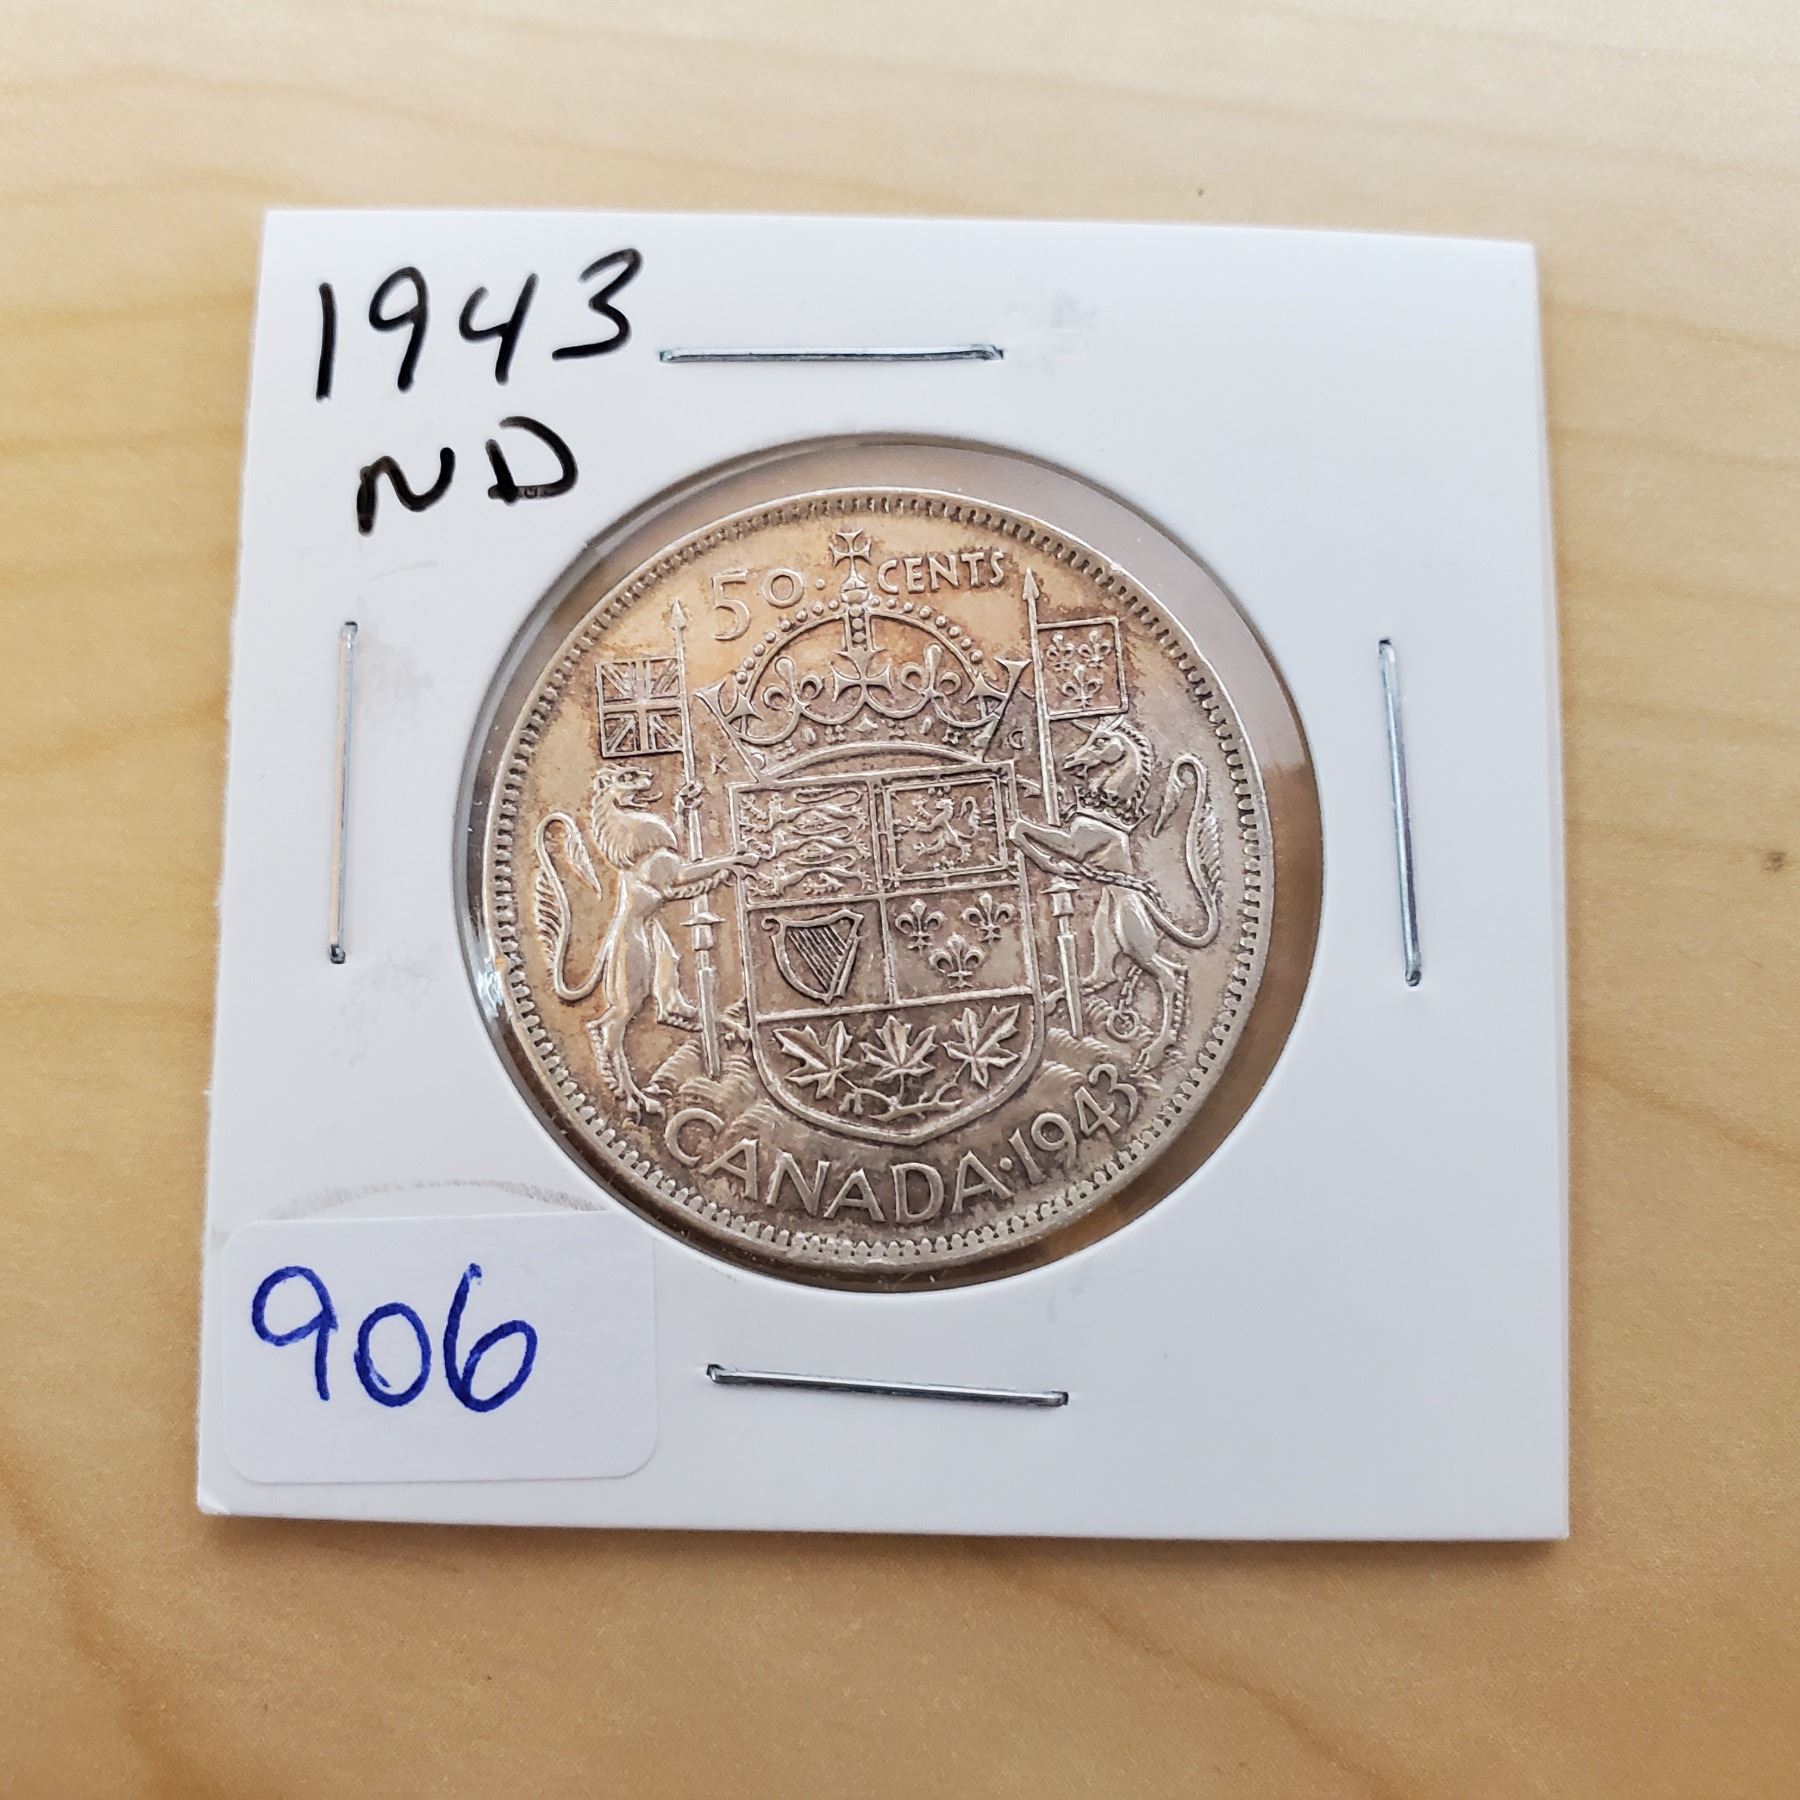 1943
ND
50 · CENTS
K G
CANADA · 1943
906